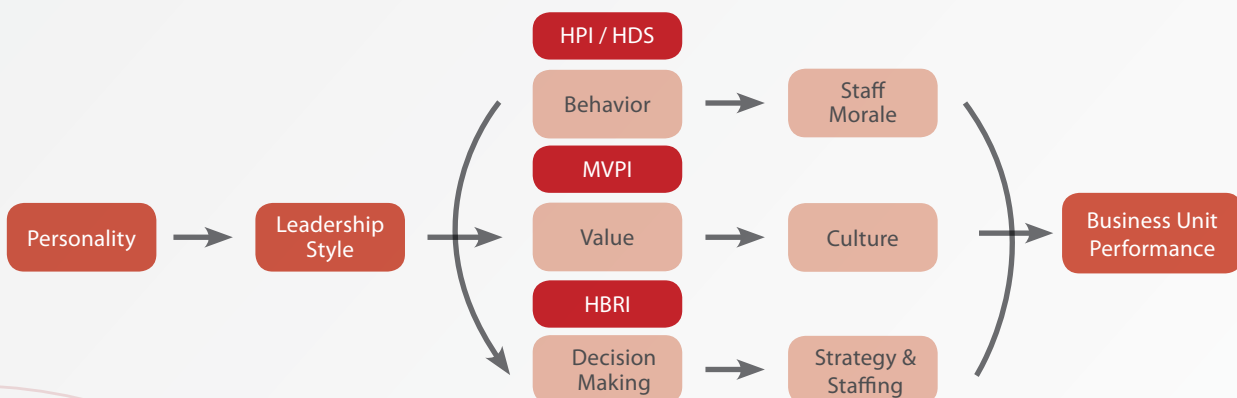 HPI / HDS
Behavior
Staff
Morale
MVPI
Personality
Leadership
Style
Value
Culture
Business Unit
Performance
HBRI
Decision
Making
Strategy &
Staffing